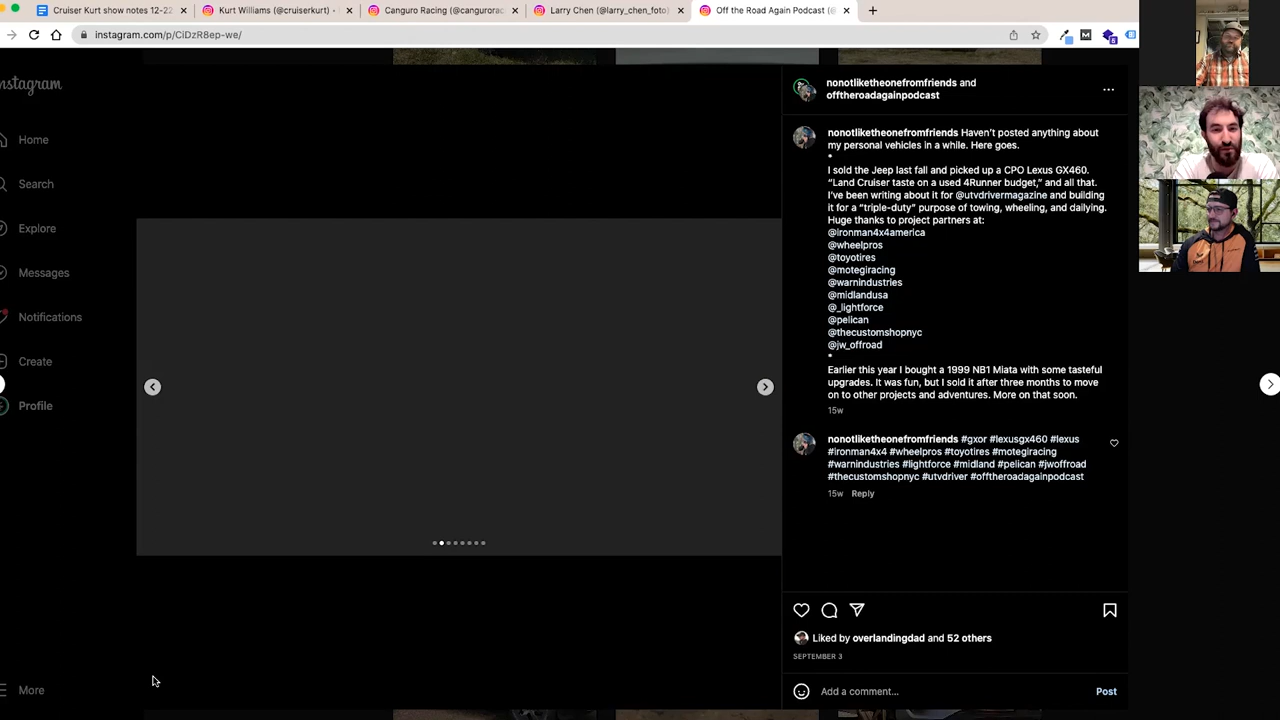 Cruiser Kurt show notes 12-22
Kurt Williams (@cruiserkurt) •
Canguro Racing (@cangurorac
Larry Chen (@larry_chen_foto)
Off the Road Again Podcast (@
instagram.com/p/CiDzR8ep-we/
nstagram
Home
Search
Explore
Messages
Notifications
Create
Profile
More
nonotliketheonefromfriends and
offtheroadagainpodcast
nonotliketheonefromfriends Haven't posted anything about
my personal vehicles in a while. Here goes.
*
I sold the Jeep last fall and picked up a CPO Lexus GX460.
“Land Cruiser taste on a used 4Runner budget,” and all that.
I've been writing about it for @utvdrivermagazine and building
it for a “triple-duty” purpose of towing, wheeling, and dailying.
Huge thanks to project partners at:
@ironman4x4america
@wheelpros
@toyotires
@motegiracing
@warnindustries
@midlandusa
@_lightforce
@pelican
@thecustomshopnyc
@jw_offroad
*
Earlier this year I bought a 1999 NB1 Miata with some tasteful
upgrades. It was fun, but I sold it after three months to move
on to other projects and adventures. More on that soon.
15w
nonotliketheonefromfriends #gxor #lexusgx460 #lexus
#ironman4x4 #wheelpros #toyotires #motegiracing
#warnindustries #lightforce #midland #pelican #jwoffroad
#thecustomshopnyc #utvdriver #offtheroadagainpodcast
15w Reply
Liked by overlandingdad and 52 others
SEPTEMBER 3
Add a comment...
Post